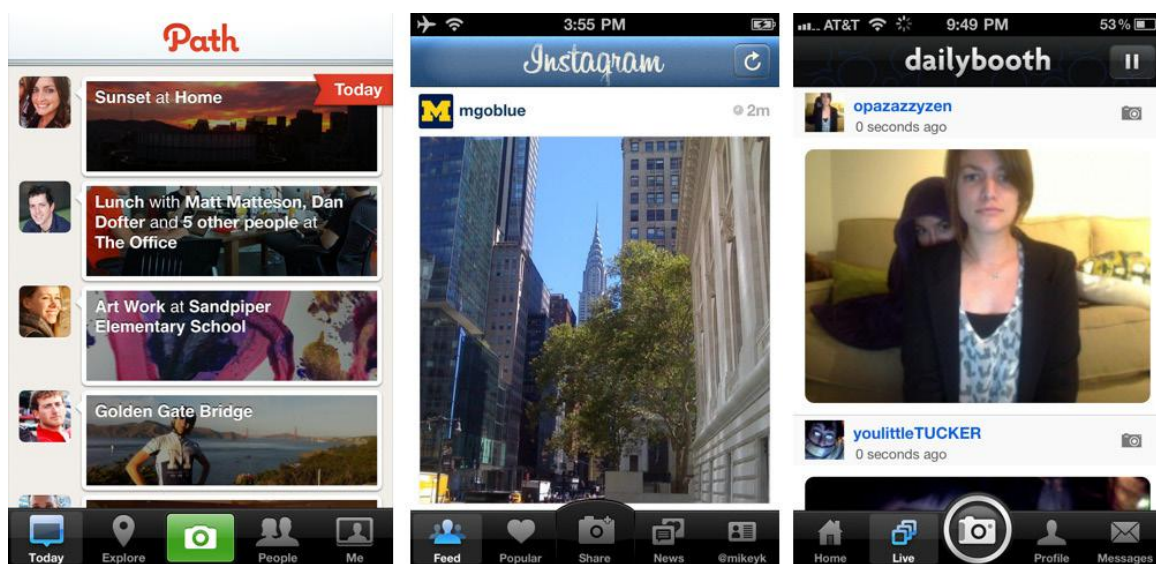 Path
Today
Sunset at Home
Lunch with Matt Matteson, Dan
Dofter and 5 other people at
The Office
Art Work at Sandpiper
Elementary School
Golden Gate Bridge
Today
Explore
People
Me
3:55 PM
Instagram
mgoblue
2m
Feed
Popular
Share
News
@mikeyk
AT&T
9:49 PM
53%
dailybooth
opazazzyzen
0 seconds ago
youlittleTUCKER
0 seconds ago
Home
Live
Profile
Messages